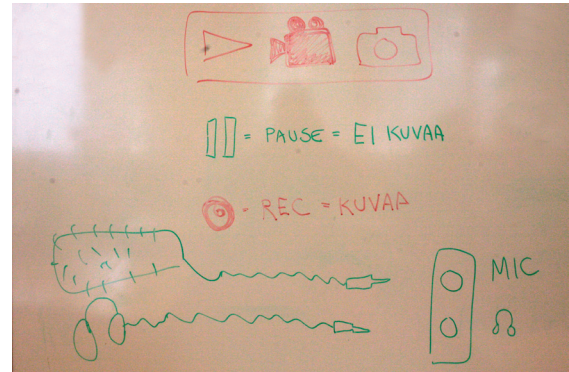 = PAUSE = EI KUVAA
- REC = KUVAA
MIC